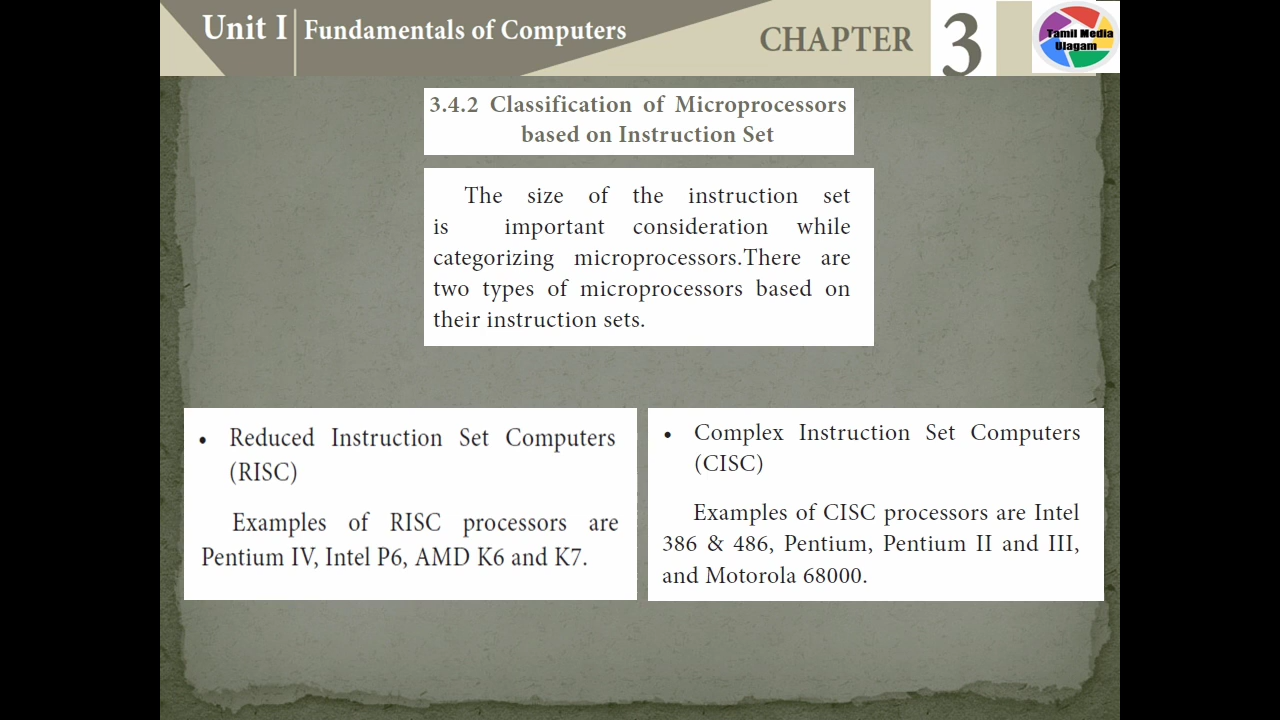 Unit I Fundamentals of Computers
CHAPTER 3
Tamil Media
Ulagam
3.4.2 Classification of Microprocessors
based on Instruction Set
The size of the instruction set
is important consideration while
categorizing microprocessors.There are
two types of microprocessors based on
their instruction sets.
• Reduced Instruction Set Computers
(RISC)
Examples of RISC processors are
Pentium IV, Intel P6, AMD K6 and K7.
• Complex Instruction Set Computers
(CISC)
Examples of CISC processors are Intel
386 & 486, Pentium, Pentium II and III,
and Motorola 68000.